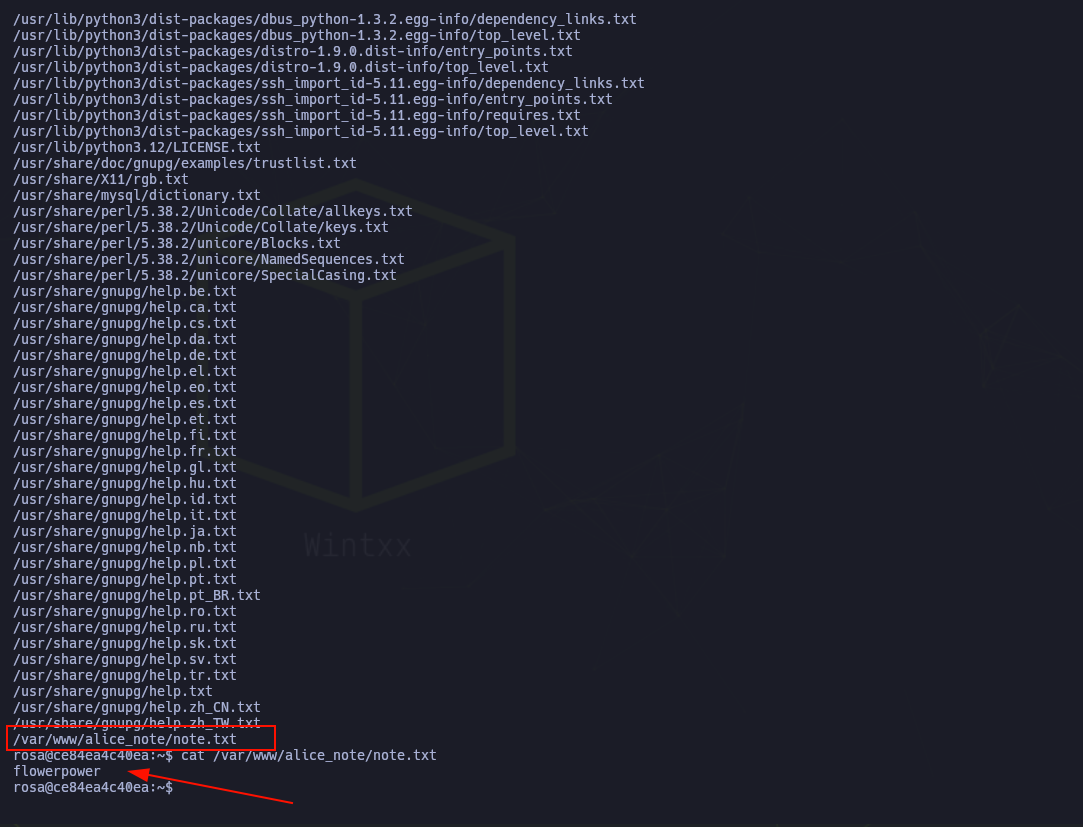 /usr/lib/python3/dist-packages/dbus_python-1.3.2.egg-info/dependency_links.txt
/usr/lib/python3/dist-packages/dbus_python-1.3.2.egg-info/top_level.txt
/usr/lib/python3/dist-packages/distro-1.9.0.dist-info/entry_points.txt
/usr/lib/python3/dist-packages/distro-1.9.0.dist-info/top_level.txt
/usr/lib/python3/dist-packages/ssh_import_id-5.11.egg-info/dependency_links.txt
/usr/lib/python3/dist-packages/ssh_import_id-5.11.egg-info/entry_points.txt
/usr/lib/python3/dist-packages/ssh_import_id-5.11.egg-info/requires.txt
/usr/lib/python3/dist-packages/ssh_import_id-5.11.egg-info/top_level.txt
/usr/lib/python3.12/LICENSE.txt
/usr/share/doc/gnupg/examples/trustlist.txt
/usr/share/X11/rgb.txt
/usr/share/mysql/dictionary.txt
/usr/share/perl/5.38.2/Unicode/Collate/allkeys.txt
/usr/share/perl/5.38.2/Unicode/Collate/keys.txt
/usr/share/perl/5.38.2/unicore/Blocks.txt
/usr/share/perl/5.38.2/unicore/NamedSequences.txt
/usr/share/perl/5.38.2/unicore/SpecialCasing.txt
/usr/share/gnupg/help.be.txt
/usr/share/gnupg/help.ca.txt
/usr/share/gnupg/help.cs.txt
/usr/share/gnupg/help.da.txt
/usr/share/gnupg/help.de.txt
/usr/share/gnupg/help.el.txt
/usr/share/gnupg/help.eo.txt
/usr/share/gnupg/help.es.txt
/usr/share/gnupg/help.et.txt
/usr/share/gnupg/help.fi.txt
/usr/share/gnupg/help.fr.txt
/usr/share/gnupg/help.gl.txt
/usr/share/gnupg/help.hu.txt
/usr/share/gnupg/help.id.txt
/usr/share/gnupg/help.it.txt
/usr/share/gnupg/help.ja.txt
/usr/share/gnupg/help.nb.txt
/usr/share/gnupg/help.pl.txt
/usr/share/gnupg/help.pt.txt
/usr/share/gnupg/help.pt_BR.txt
/usr/share/gnupg/help.ro.txt
/usr/share/gnupg/help.ru.txt
/usr/share/gnupg/help.sk.txt
/usr/share/gnupg/help.sv.txt
/usr/share/gnupg/help.tr.txt
/usr/share/gnupg/help.txt
/usr/share/gnupg/help.zh_CN.txt
/usr/share/gnupg/help.zh_TW.txt
/var/www/alice_note/note.txt
rosa@ce84ea4c40ea:~$ cat /var/www/alice_note/note.txt
flowerpower
rosa@ce84ea4c40ea:~$
Wintxx